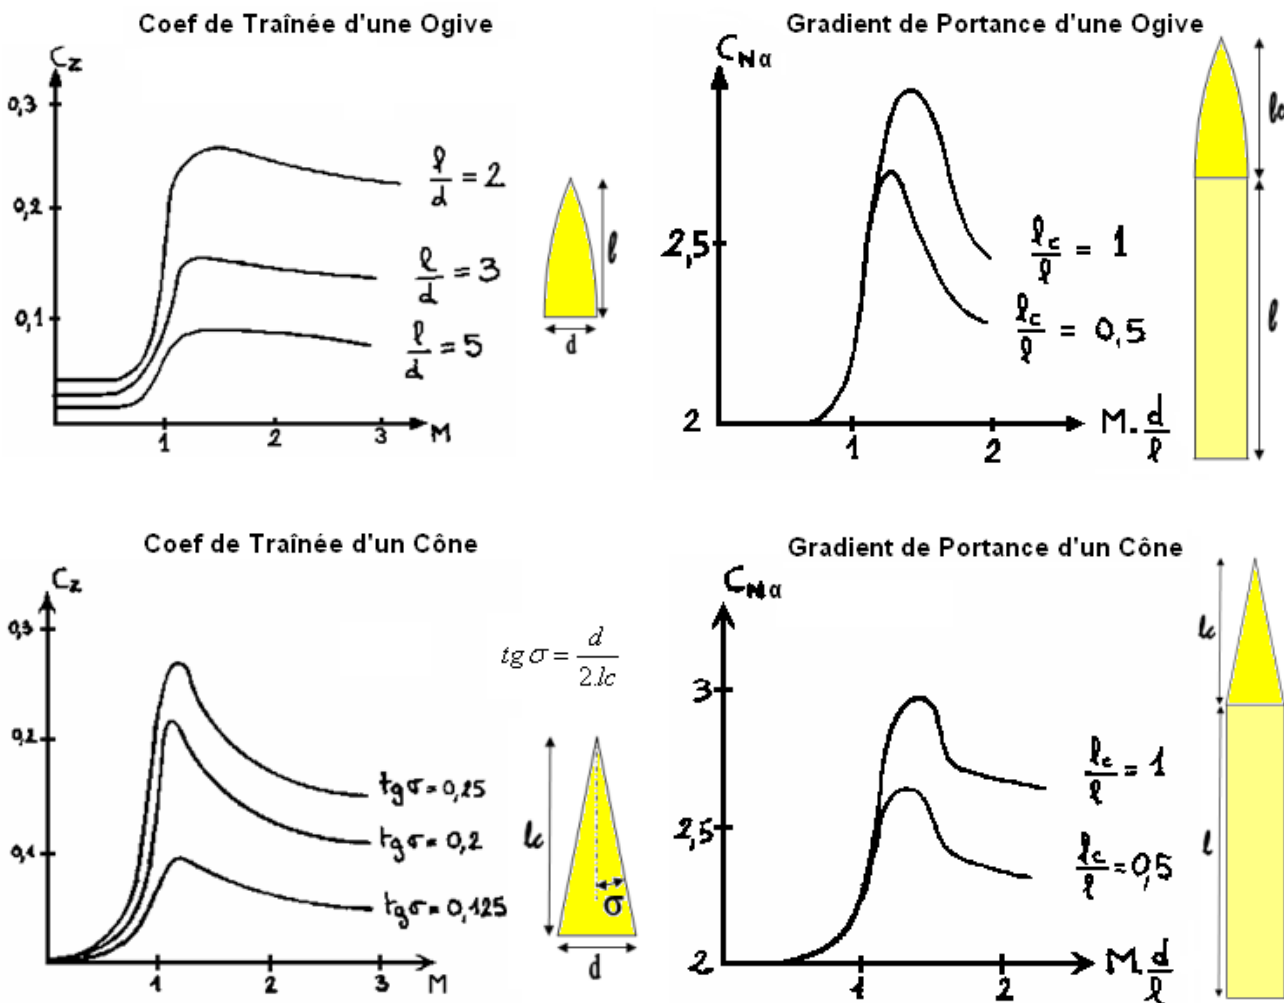 Coef de Traînée d'une Ogive
Cz
0,3
0,2
0,1
1
2
3
M
l/d = 2
l/d = 3
l/d = 5
l
d
Gradient de Portance d'une Ogive
CNα
2,5
2
1
2
M. d/l
lc/l = 1
lc/l = 0,5
lc
l
Coef de Traînée d'un Cône
Cz
0,3
0,2
0,1
1
2
3
M
tgσ=0,25
tgσ=0,2
tgσ=0,125
tg σ = d/2.lc
lc
σ
d
Gradient de Portance d'un Cône
CNα
3
2,5
2
1
2
M. d/l
lc/l = 1
lc/l =0,5
lc
l